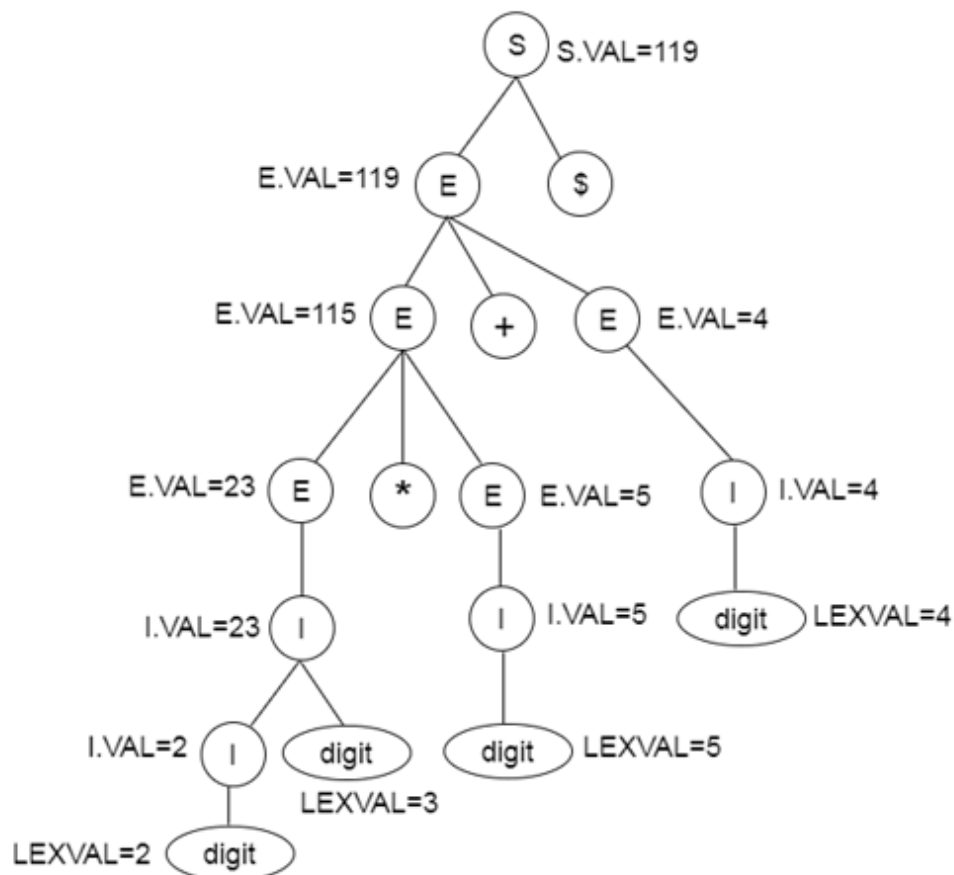 S S.VAL=119
E.VAL=119 E $
E.VAL=115 E + E E.VAL=4
E.VAL=23 E * E E.VAL=5 I I.VAL=4
I.VAL=23 I I I.VAL=5 digit LEXVAL=4
I.VAL=2 I digit digit LEXVAL=5
LEXVAL=3
LEXVAL=2 digit